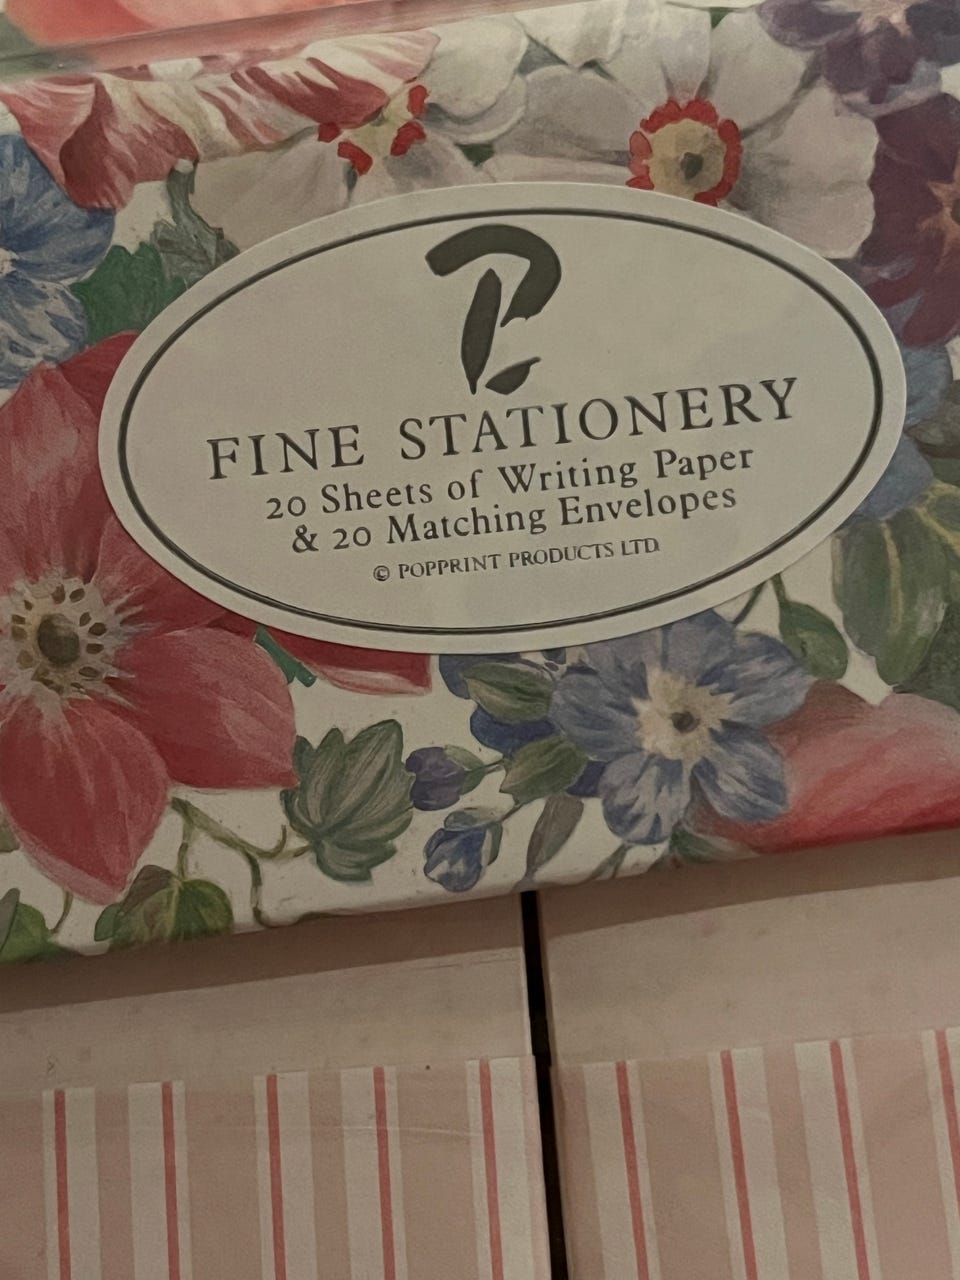 P
FINE STATIONERY
20 Sheets of Writing Paper
& 20 Matching Envelopes
© POPPRINT PRODUCTS LTD